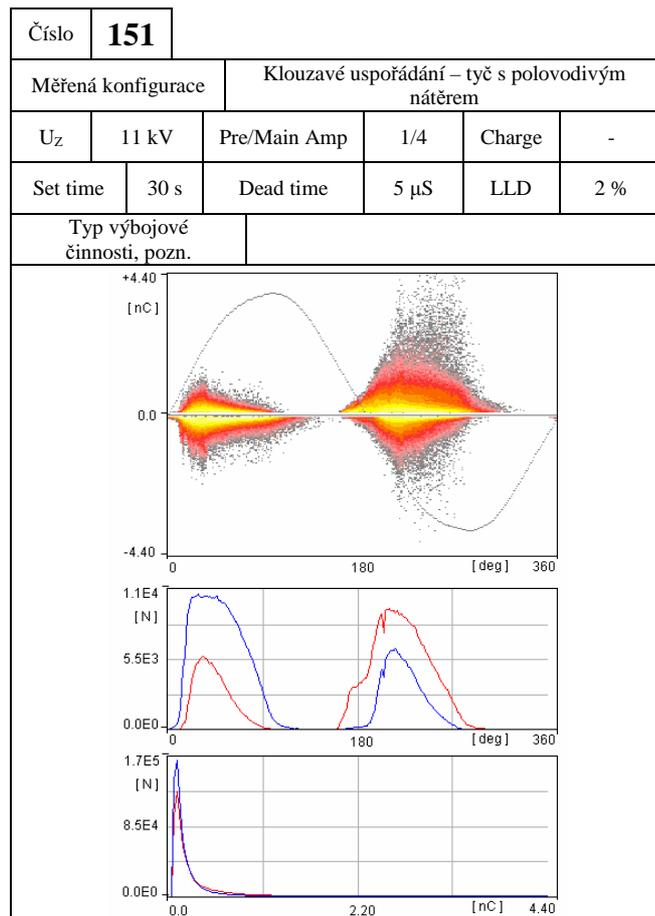 Číslo 151
Měřená konfigurace Klouzavé uspořádání – tyč s polovodivým
nátěrem
UZ 11 kV Pre/Main Amp 1/4 Charge -
Set time 30 s Dead time 5 μS LLD 2 %
Typ výbojové
činnosti, pozn.
+4.40
[nC]
0.0
-4.40
0 180 [deg] 360
1.1E4
[N]
5.5E3
0.0E0
0 180 [deg] 360
1.7E5
[N]
8.5E4
0.0E0
0.0 2.20 [nC] 4.40